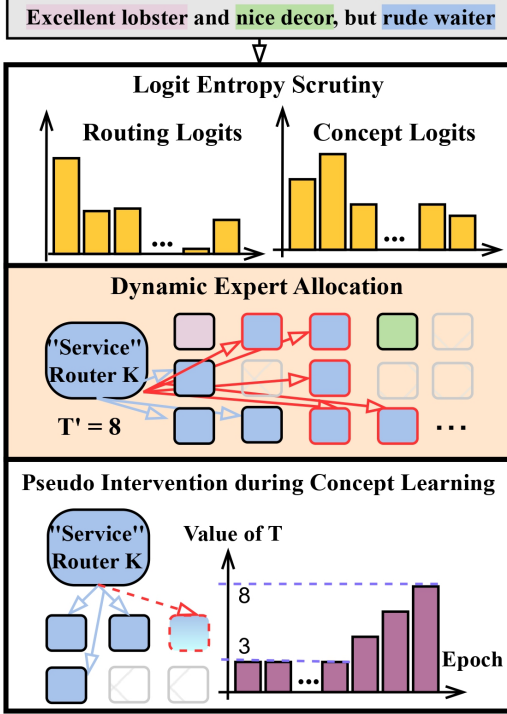 Excellent lobster and nice decor, but rude waiter
Logit Entropy Scrutiny
Routing Logits
Concept Logits
...
...
Dynamic Expert Allocation
"Service"
Router K
T' = 8
...
Pseudo Intervention during Concept Learning
"Service"
Router K
Value of T
8
3
...
Epoch